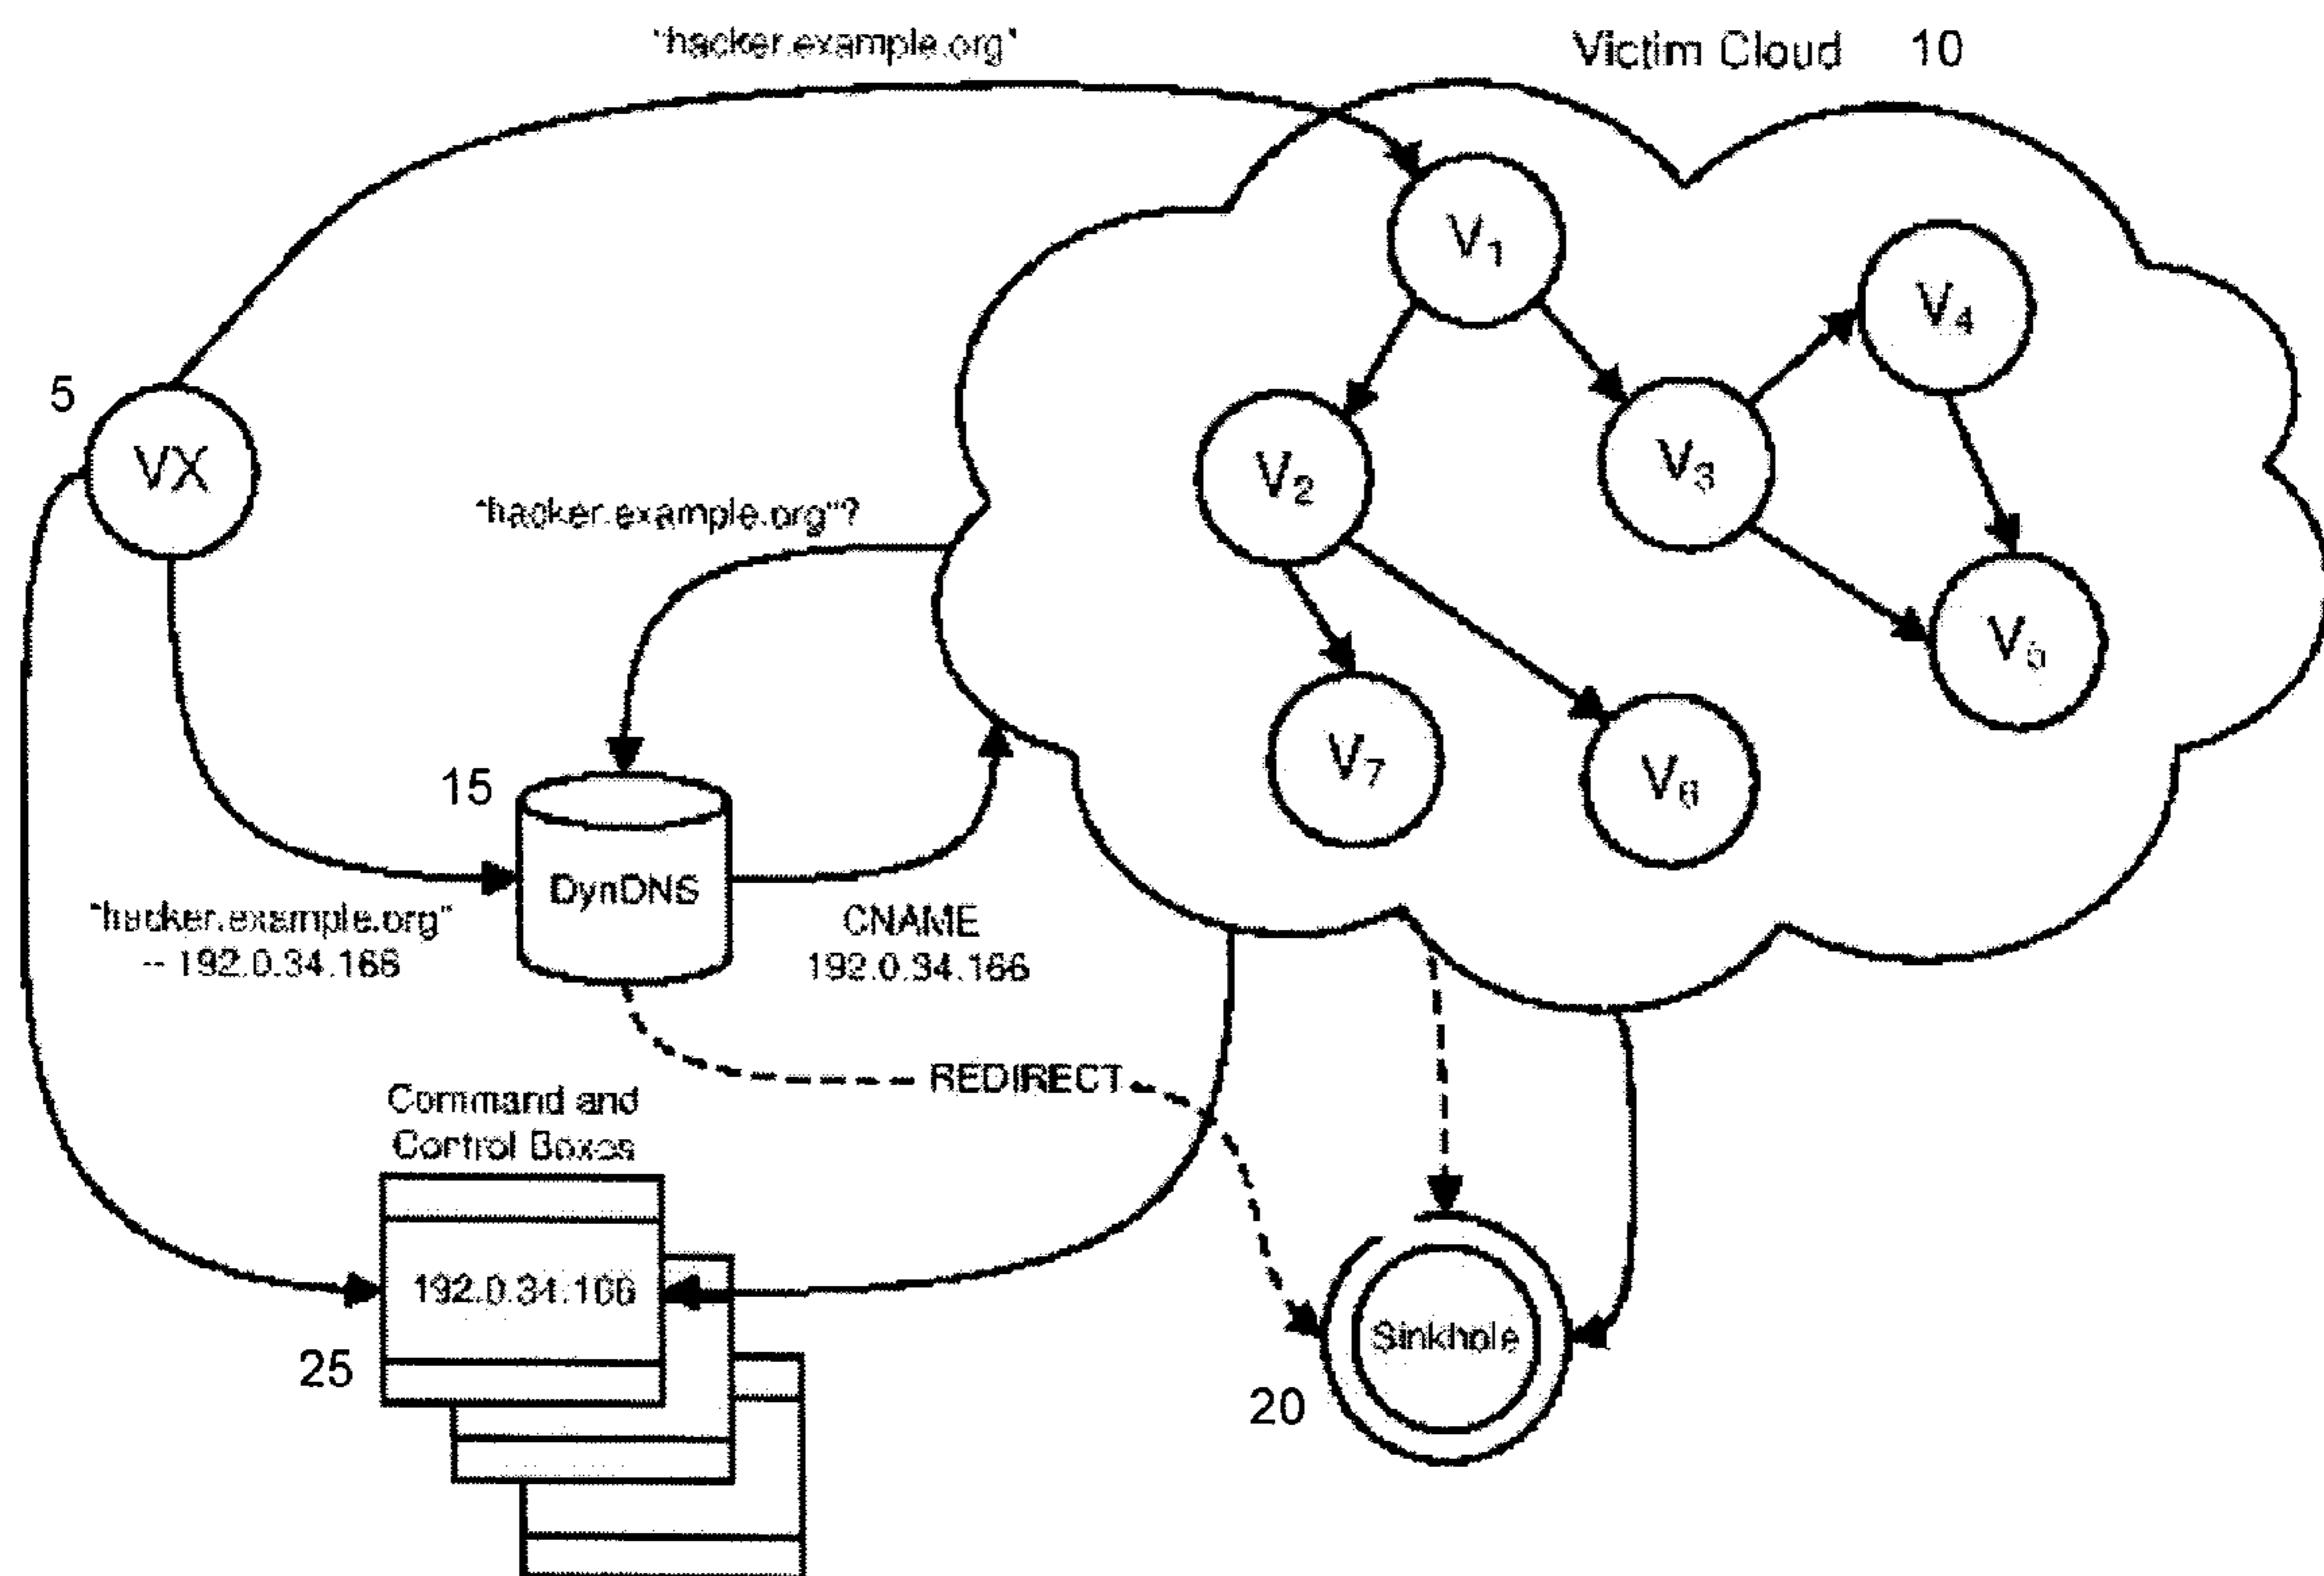 "hacker.example.org"
Victim Cloud 10
V1
V4
5
VX
V2
V3
"hacker.example.org"?
V5
15
V7
V6
DynDNS
"hacker.example.org"
-- 192.0.34.166
CNAME
192.0.34.166
REDIRECT
Command and
Control Boxes
192.0.34.166
Sinkhole
25
20